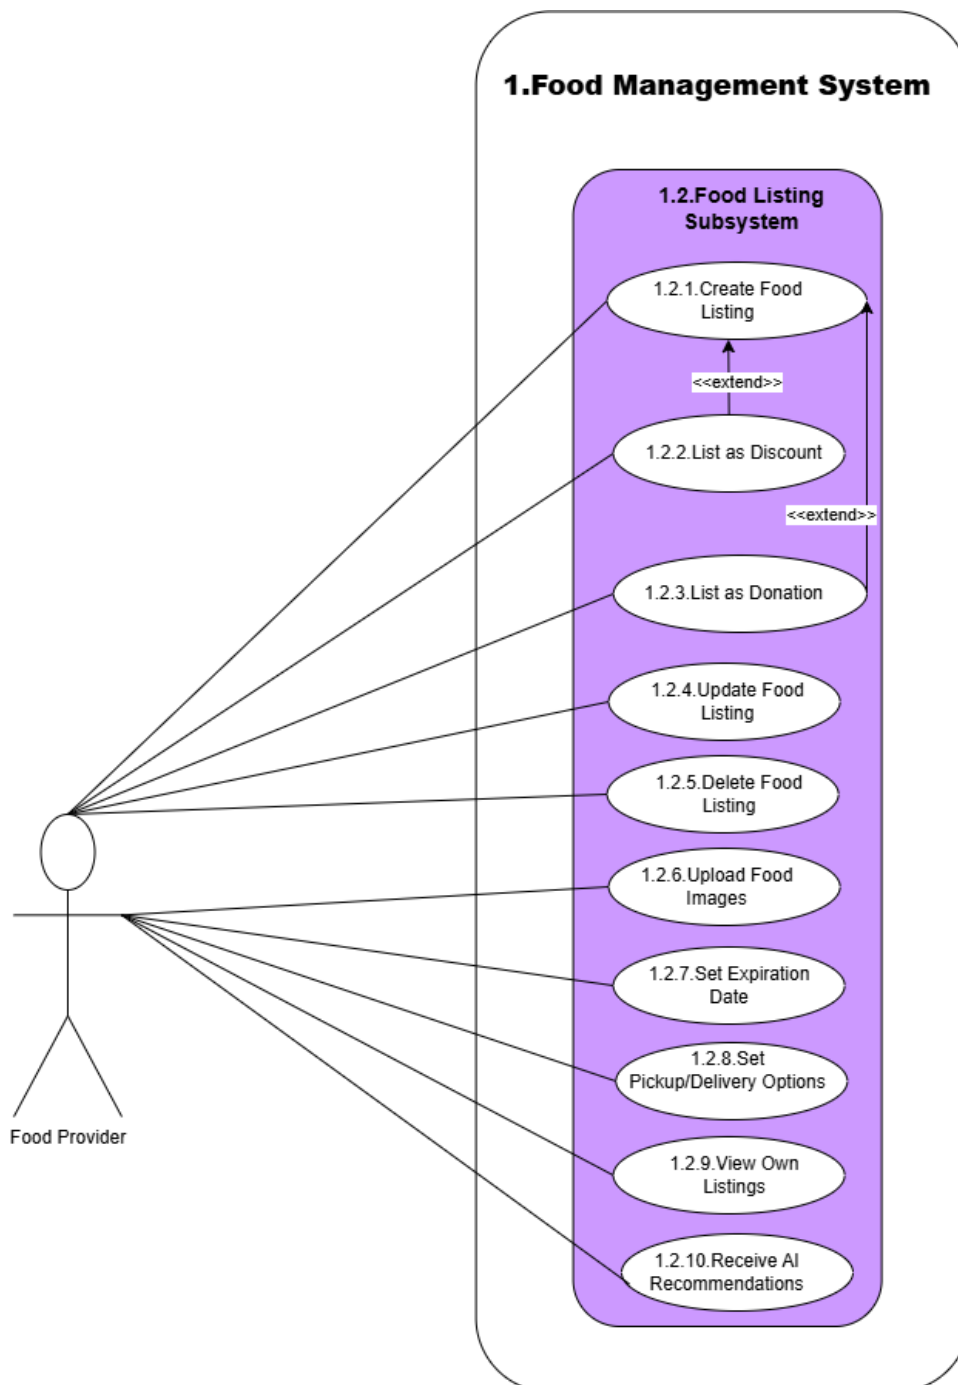 1.Food Management System
1.2.Food Listing
Subsystem
1.2.1.Create Food
Listing
<<extend>>
1.2.2.List as Discount
<<extend>>
1.2.3.List as Donation
1.2.4.Update Food
Listing
1.2.5.Delete Food
Listing
1.2.6.Upload Food
Images
1.2.7.Set Expiration
Date
1.2.8.Set
Pickup/Delivery Options
Food Provider
1.2.9.View Own
Listings
1.2.10.Receive AI
Recommendations